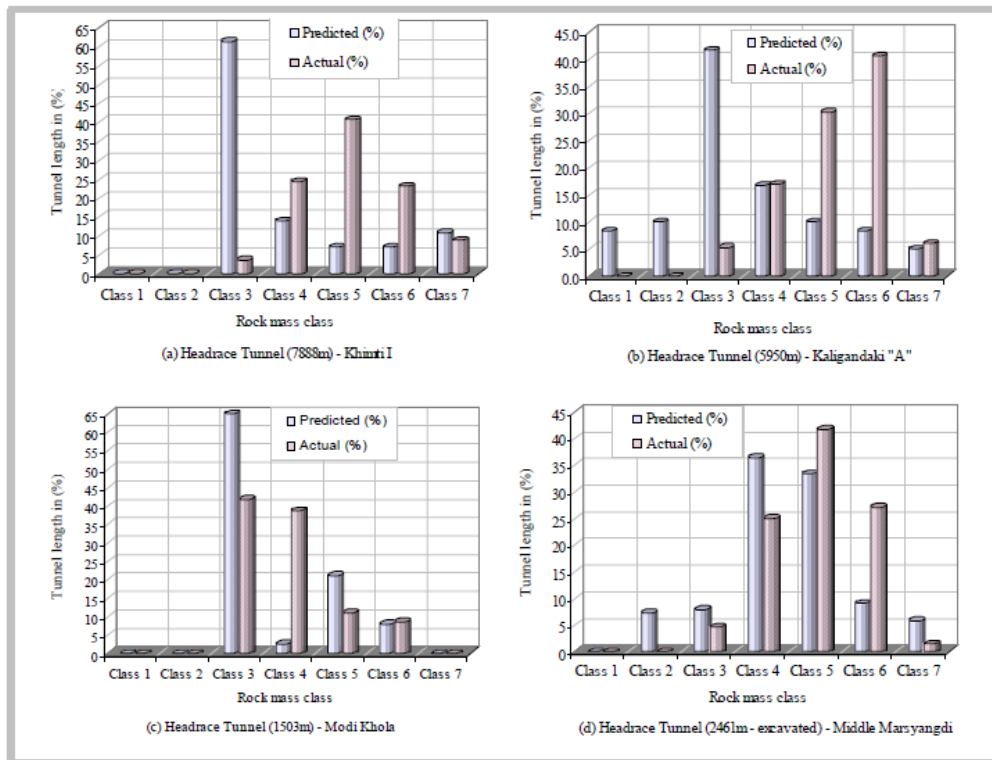 Predicted (%)
Actual (%)
Tunnel length in (%)
65
60
55
50
45
40
35
30
25
20
15
10
5
0
Class 1 Class 2 Class 3 Class 4 Class 5 Class 6 Class 7
Rock mass class
(a) Headrace Tunnel (7888m) - Khimti I
Predicted (%)
Actual (%)
Tunnel length in (%)
45.0
40.0
35.0
30.0
25.0
20.0
15.0
10.0
5.0
0.0
Class 1 Class 2 Class 3 Class 4 Class 5 Class 6 Class 7
Rock mass class
(b) Headrace Tunnel (5950m) - Kaligandaki "A"
Predicted (%)
Actual (%)
Tunnel length in (%)
65
60
55
50
45
40
35
30
25
20
15
10
5
0
Class 1 Class 2 Class 3 Class 4 Class 5 Class 6 Class 7
Rock mass class
(c) Headrace Tunnel (1503m) - Modi Khola
Predicted (%)
Actual (%)
Tunnel length in (%)
45
40
35
30
25
20
15
10
5
0
Class 1 Class 2 Class 3 Class 4 Class 5 Class 6 Class 7
Rock mass class
(d) Headrace Tunnel (2461m - excavated) - Middle Marsyangdi